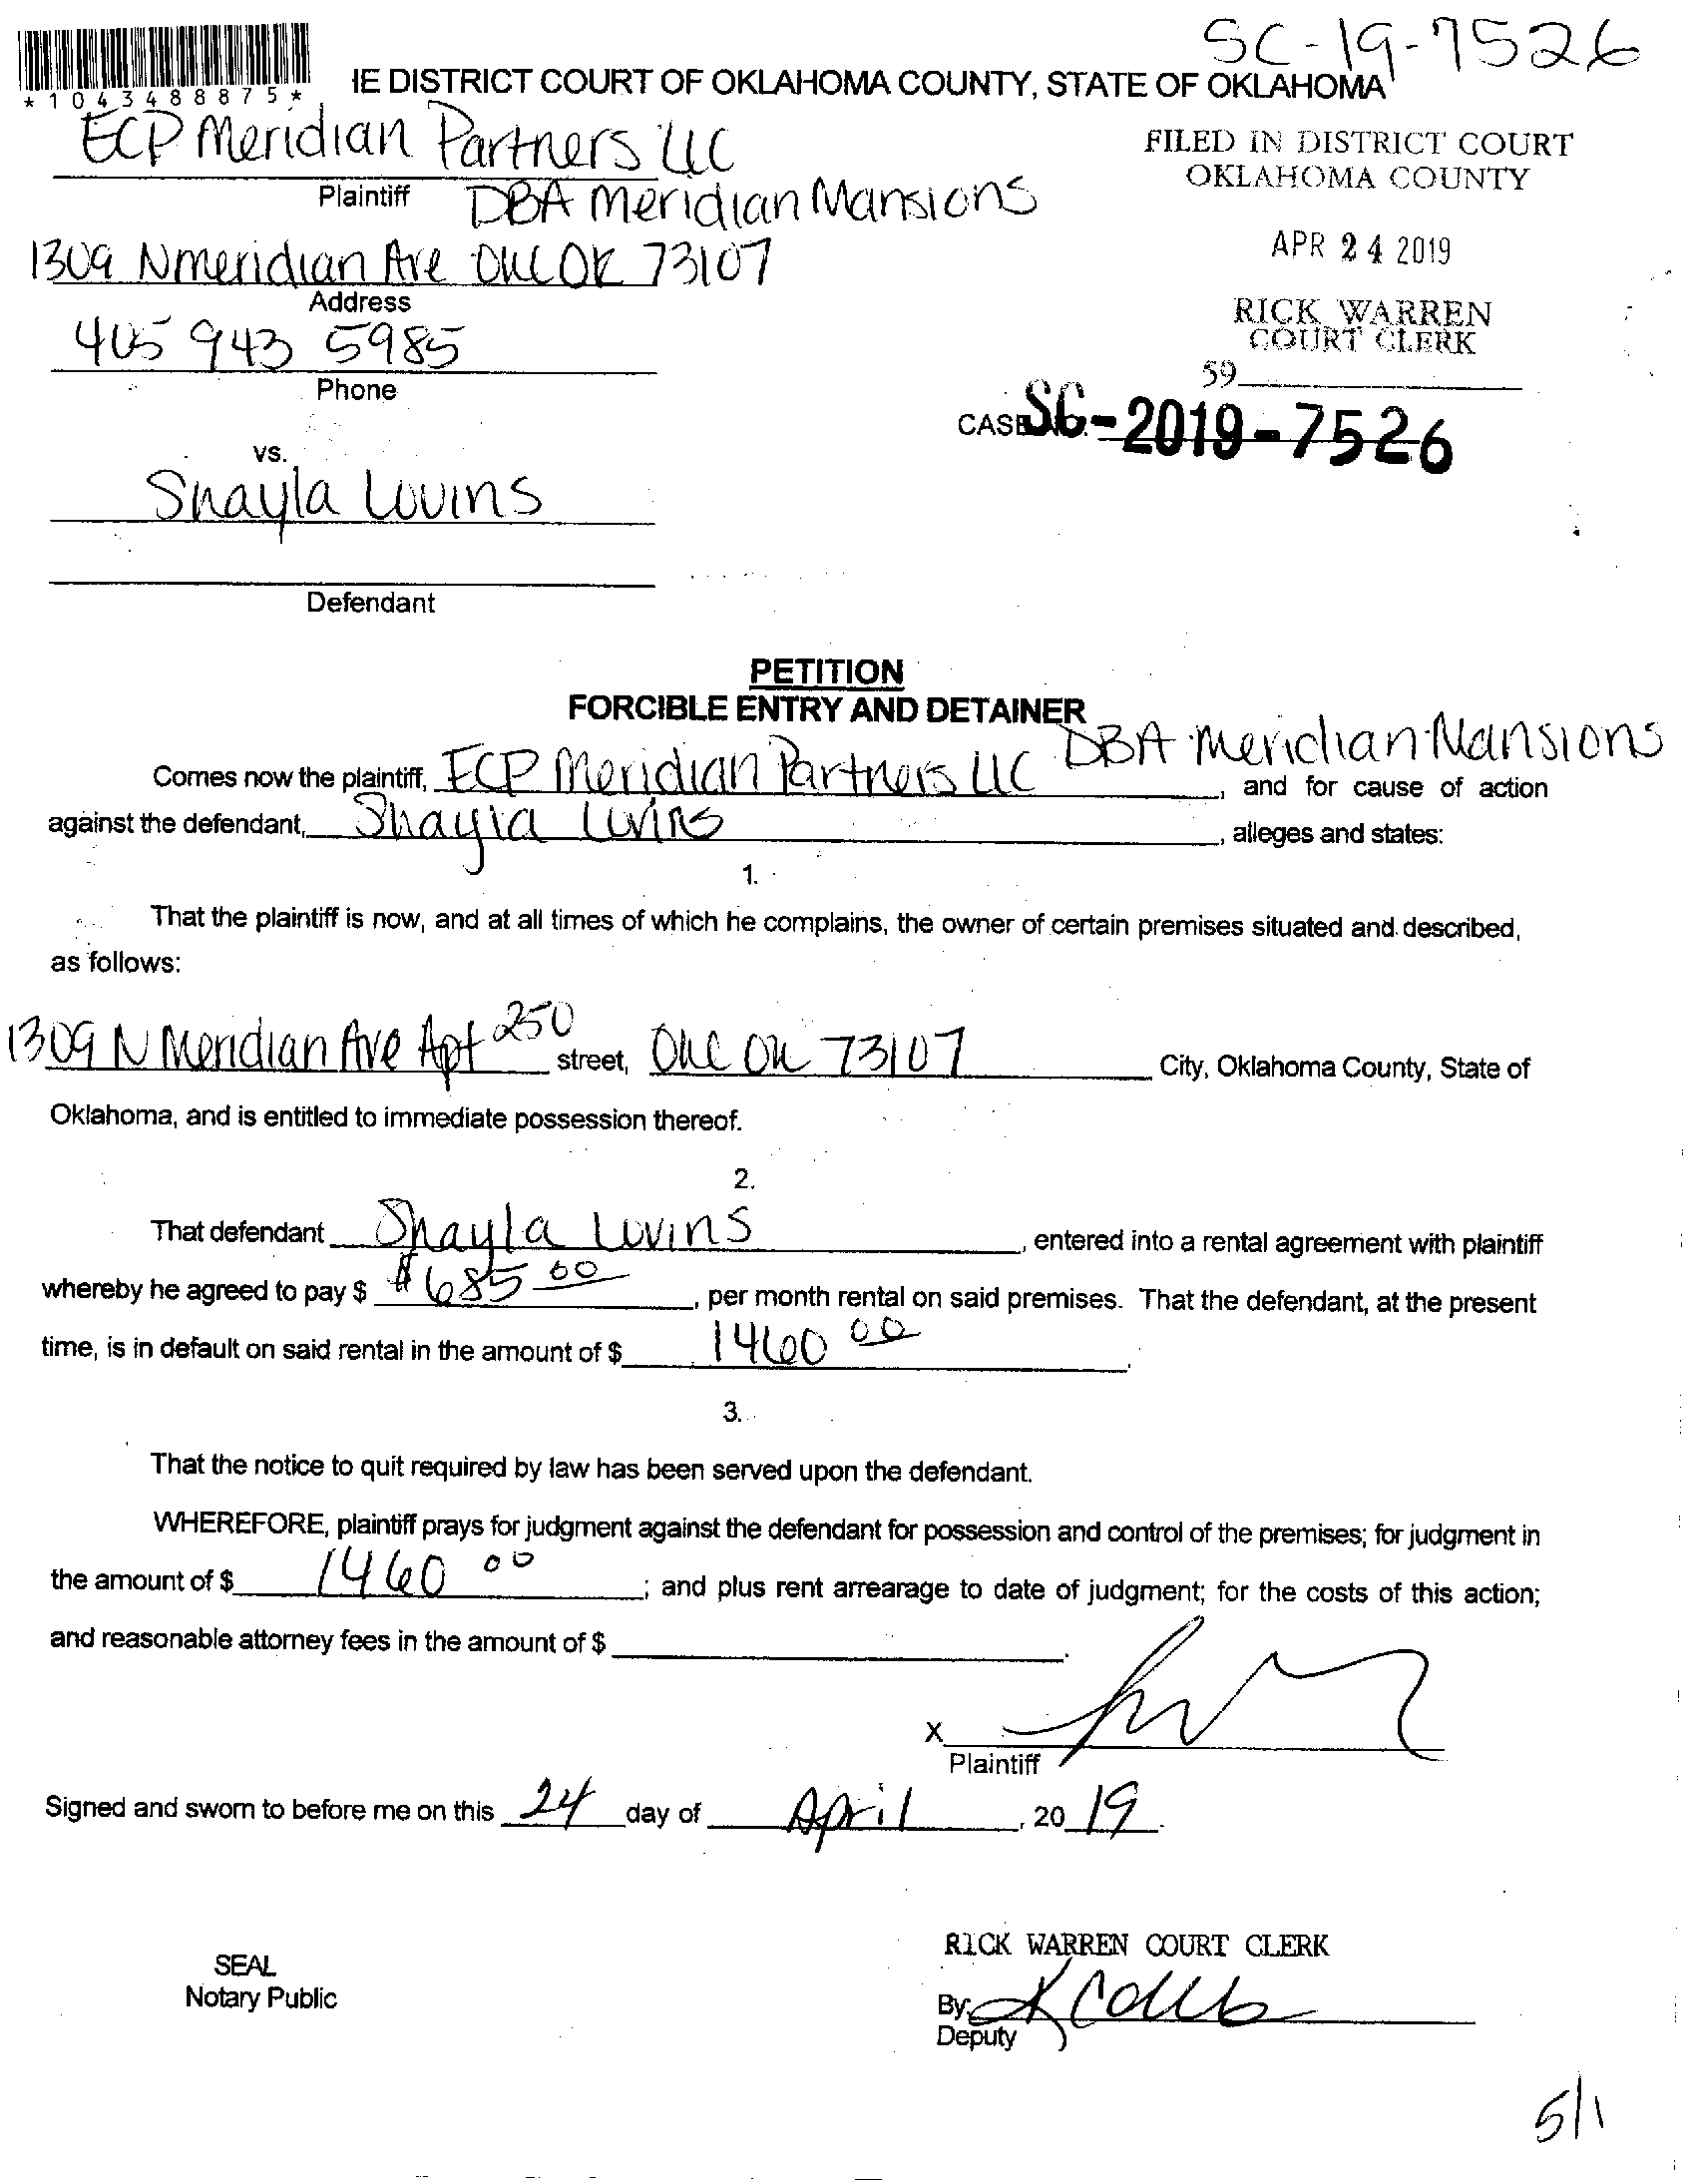 SC-19-7526
*1043488875*
IE DISTRICT COURT OF OKLAHOMA COUNTY, STATE OF OKLAHOMA
ECP Meridian Partners LLC
Plaintiff DBA Meridian Mansions
FILED IN DISTRICT COURT
OKLAHOMA COUNTY
1309 N Meridian Ave OKC OK 73107
Address
APR 24 2019
405 943 5985
Phone
RICK WARREN
COURT CLERK
59
CASE SC-2019-7526
vs.
Shayla Lovins
Defendant
PETITION
FORCIBLE ENTRY AND DETAINER
Comes now the plaintiff, ECP Meridian Partners LLC DBA Meridian Mansions, and for cause of action
against the defendant, Shayla Lovins, alleges and states:
1.
That the plaintiff is now, and at all times of which he complains, the owner of certain premises situated and described,
as follows:
1309 N Meridian Ave Apt 250 street, OKC OK 73107 City, Oklahoma County, State of
Oklahoma, and is entitled to immediate possession thereof.
2.
That defendant Shayla Lovins, entered into a rental agreement with plaintiff
whereby he agreed to pay $ $685 00, per month rental on said premises. That the defendant, at the present
time, is in default on said rental in the amount of $ 1460 00.
3.
That the notice to quit required by law has been served upon the defendant.
WHEREFORE, plaintiff prays for judgment against the defendant for possession and control of the premises; for judgment in
the amount of $ 1460 00; and plus rent arrearage to date of judgment; for the costs of this action;
and reasonable attorney fees in the amount of $ .
X
Plaintiff
Signed and sworn to before me on this 24 day of April, 20 19.
RICK WARREN COURT CLERK
SEAL
Notary Public
By
Deputy
5/1